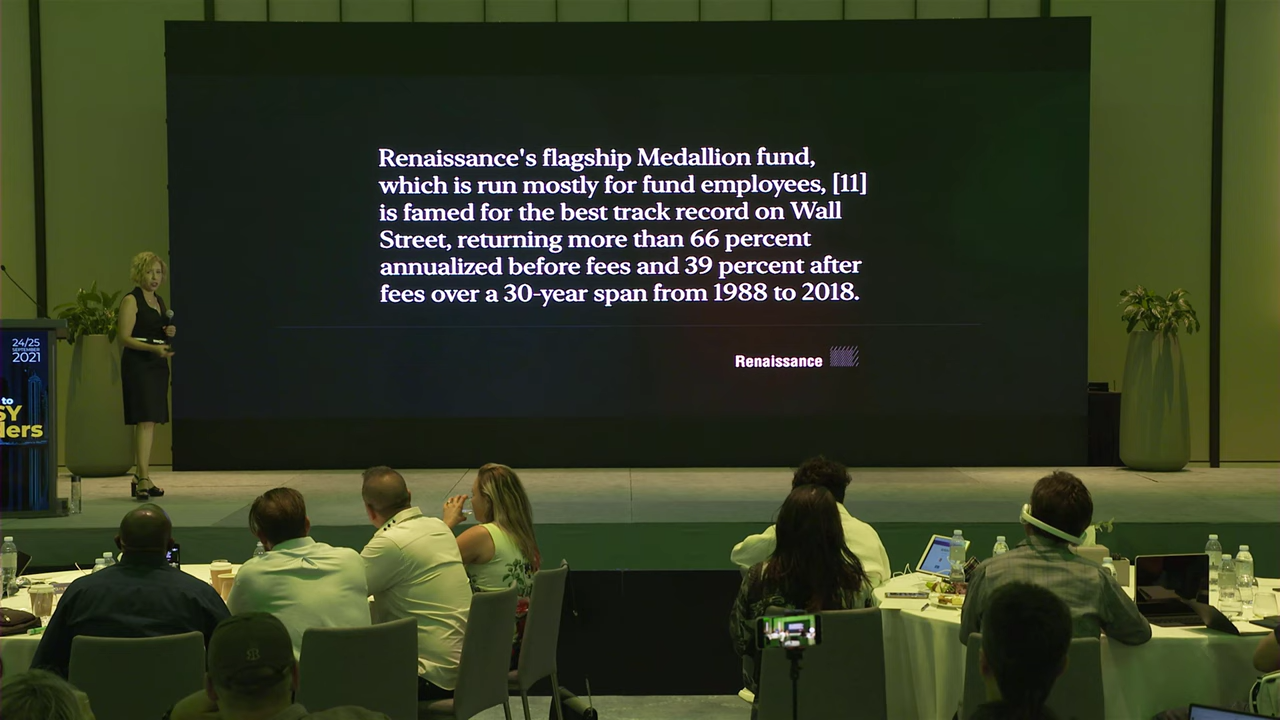 Renaissance's flagship Medallion fund,
which is run mostly for fund employees, [11]
is famed for the best track record on Wall
Street, returning more than 66 percent
annualized before fees and 39 percent after
fees over a 30-year span from 1988 to 2018.
Renaissance
24/25
SEPTEMBER
2021
to